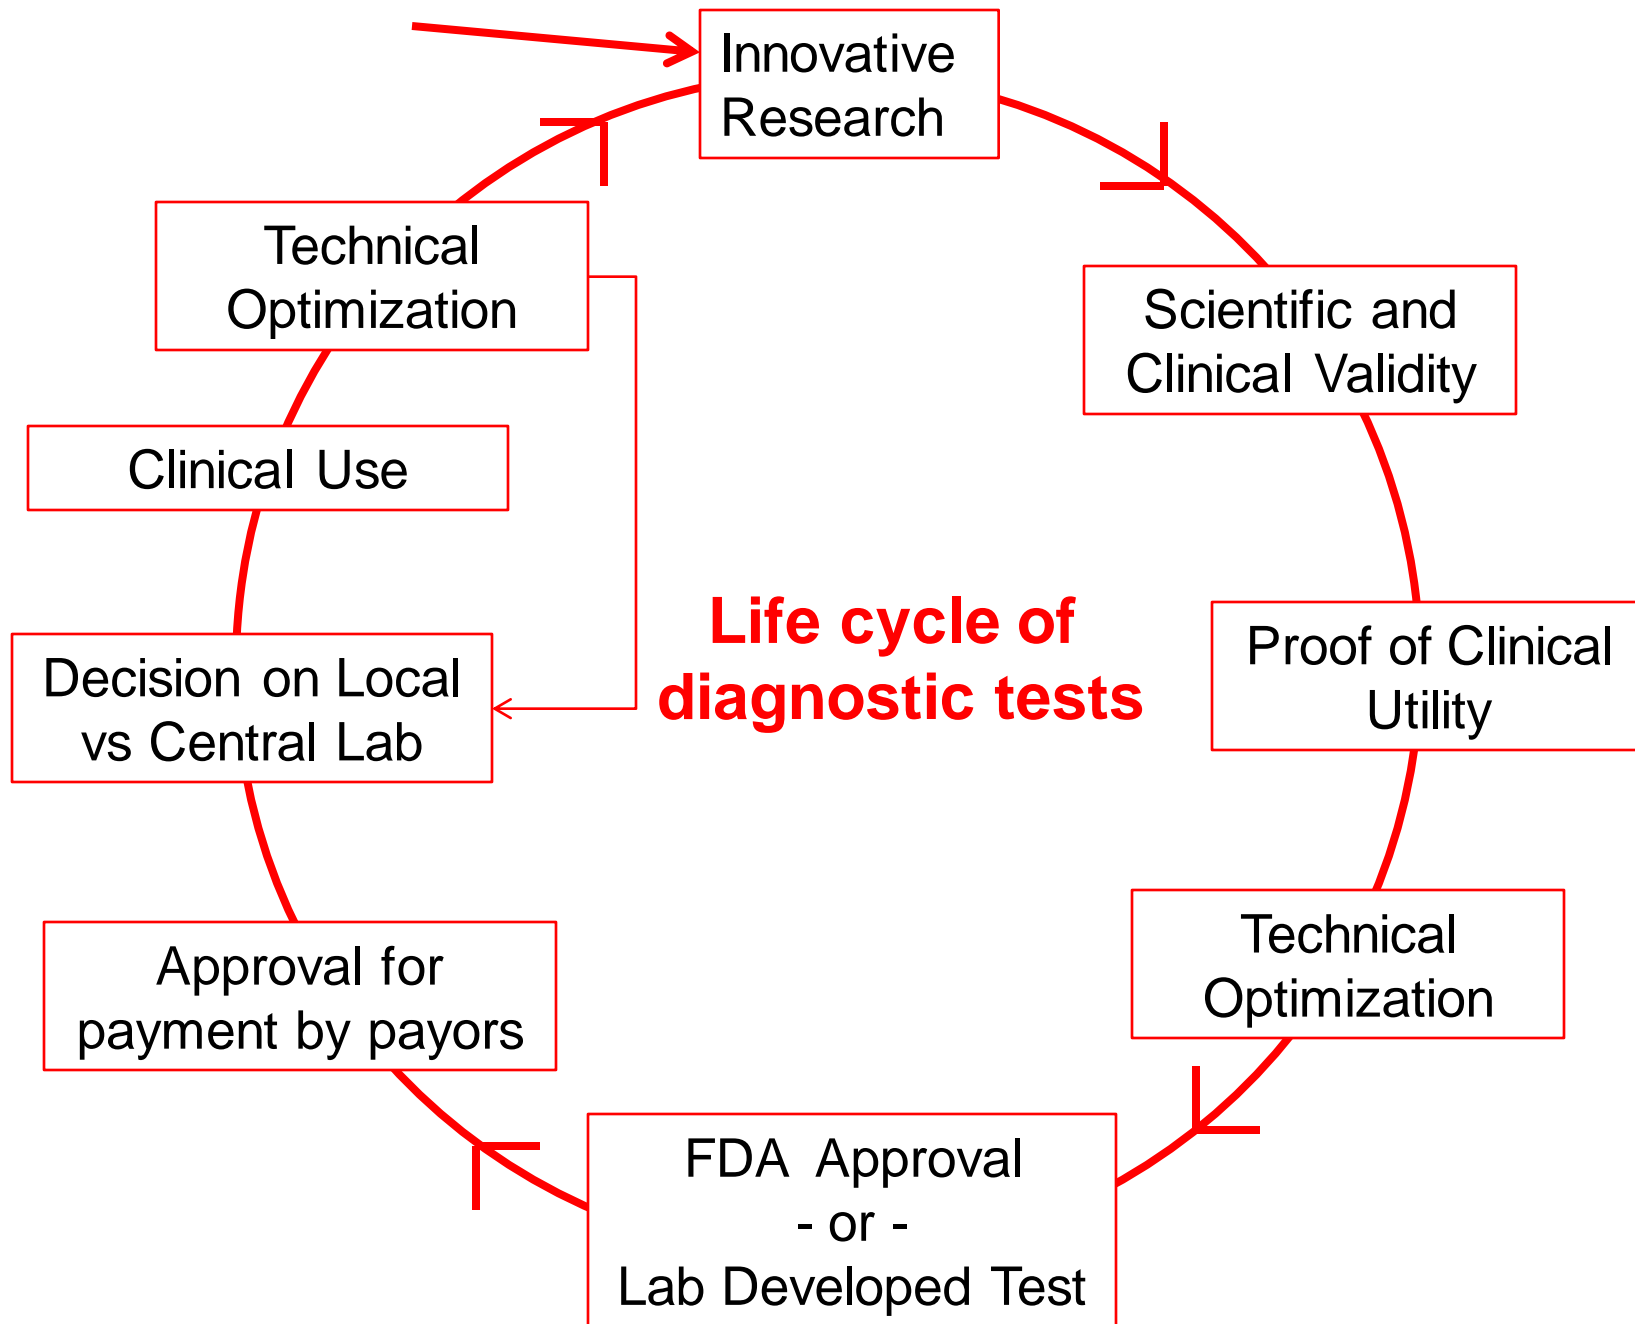 Innovative
Research
Scientific and
Clinical Validity
Proof of Clinical
Utility
Technical
Optimization
FDA Approval
- or -
Lab Developed Test
Approval for
payment by payors
Decision on Local
vs Central Lab
Clinical Use
Technical
Optimization
Life cycle of
diagnostic tests